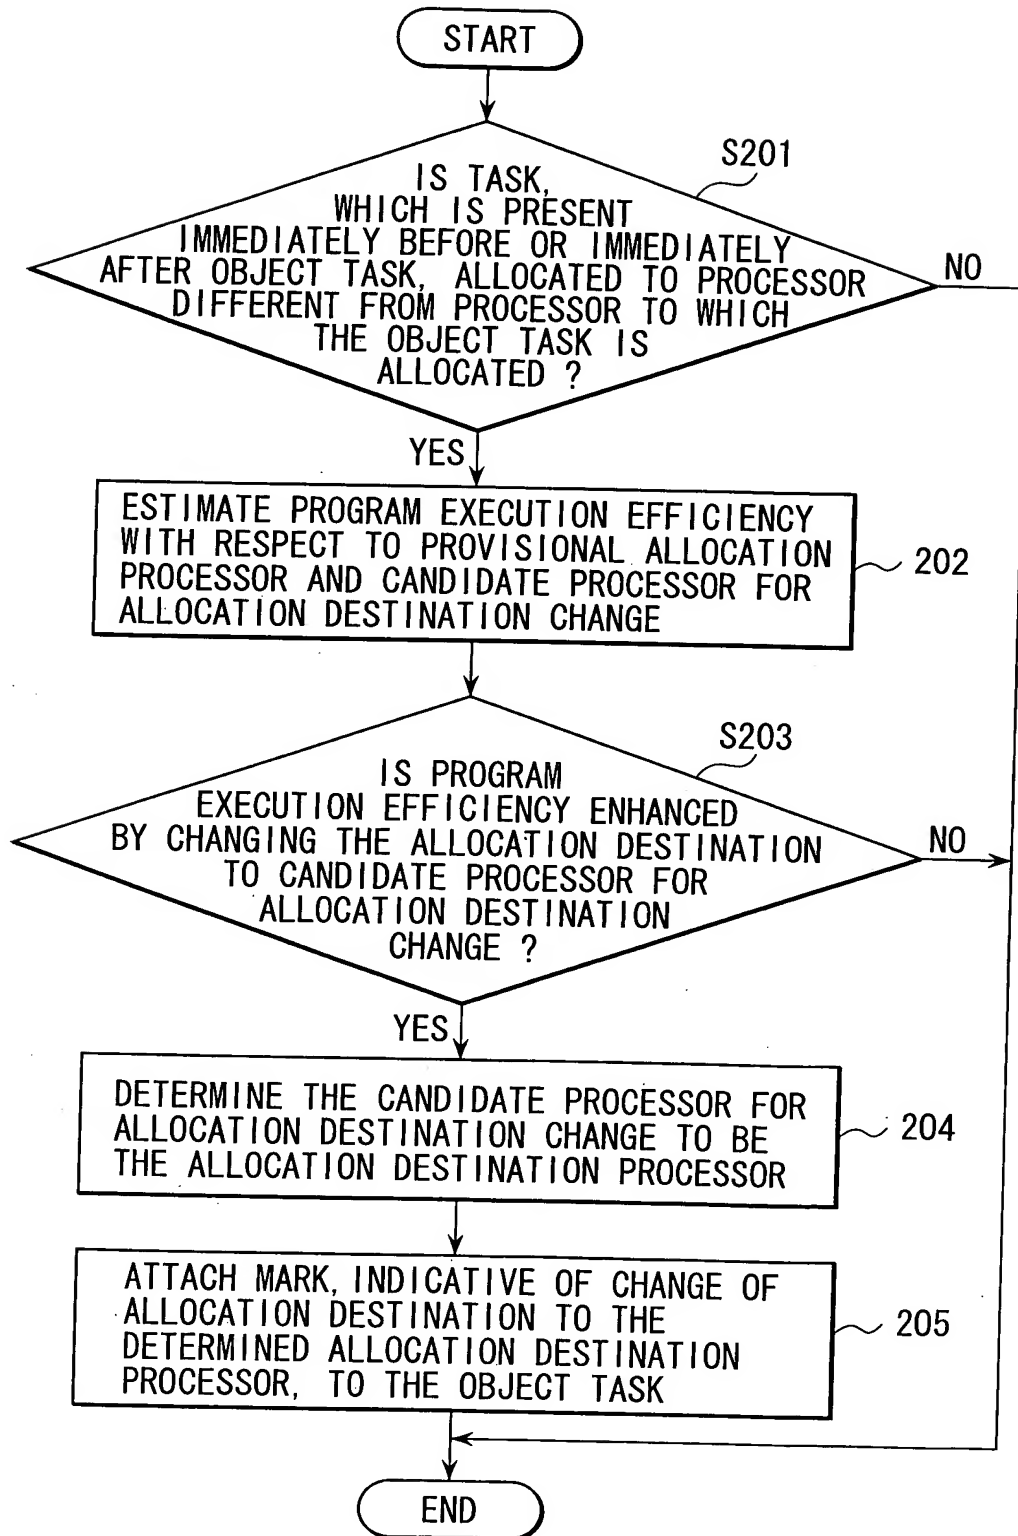 START
S201
IS TASK,
WHICH IS PRESENT
IMMEDIATELY BEFORE OR IMMEDIATELY
AFTER OBJECT TASK, ALLOCATED TO PROCESSOR
DIFFERENT FROM PROCESSOR TO WHICH
THE OBJECT TASK IS
ALLOCATED ?
NO
YES
ESTIMATE PROGRAM EXECUTION EFFICIENCY
WITH RESPECT TO PROVISIONAL ALLOCATION
PROCESSOR AND CANDIDATE PROCESSOR FOR
ALLOCATION DESTINATION CHANGE
202
S203
IS PROGRAM
EXECUTION EFFICIENCY ENHANCED
BY CHANGING THE ALLOCATION DESTINATION
TO CANDIDATE PROCESSOR FOR
ALLOCATION DESTINATION
CHANGE ?
NO
YES
DETERMINE THE CANDIDATE PROCESSOR FOR
ALLOCATION DESTINATION CHANGE TO BE
THE ALLOCATION DESTINATION PROCESSOR
204
ATTACH MARK, INDICATIVE OF CHANGE OF
ALLOCATION DESTINATION TO THE
DETERMINED ALLOCATION DESTINATION
PROCESSOR, TO THE OBJECT TASK
205
END